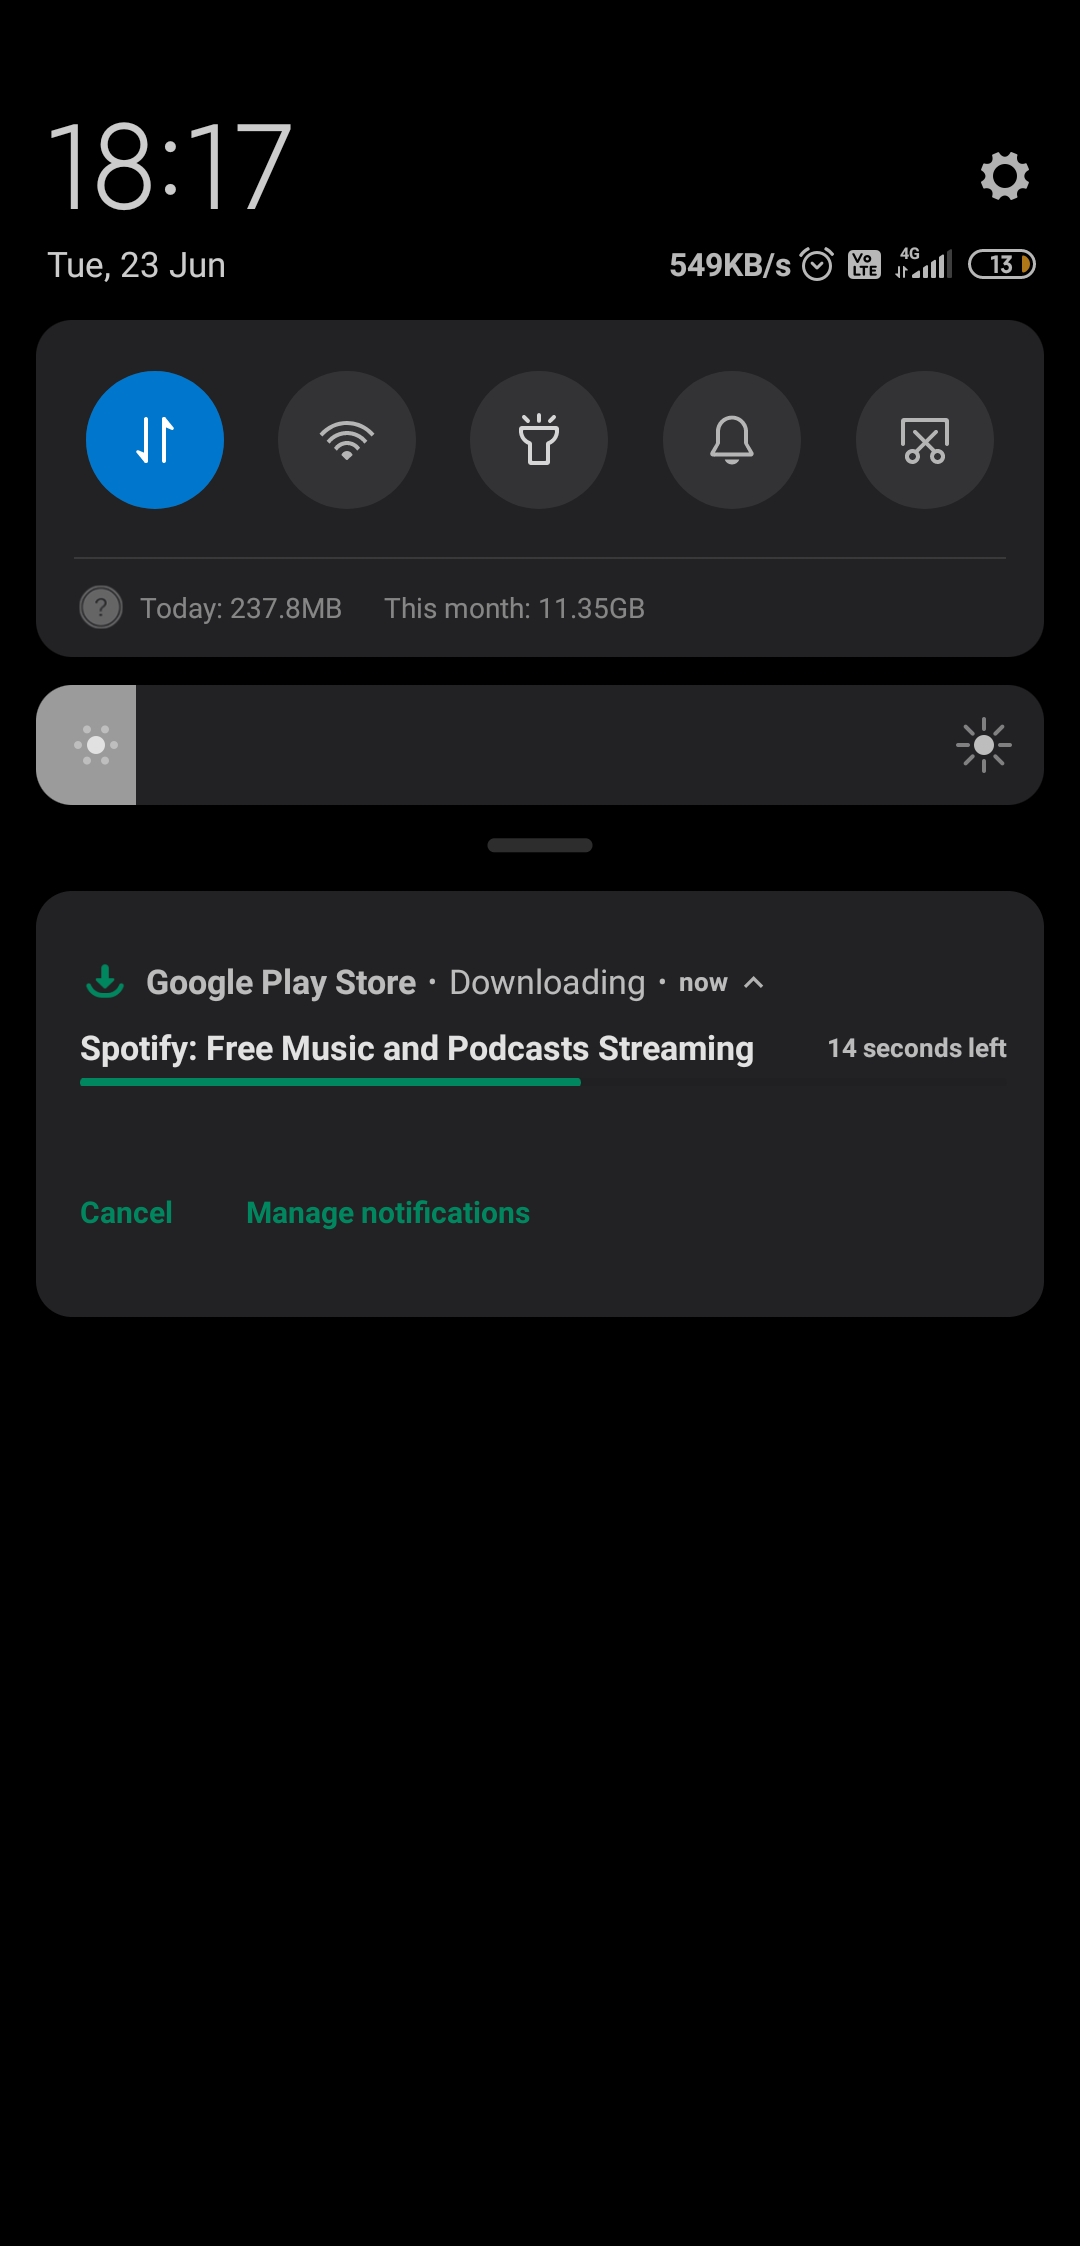 18:17
Tue, 23 Jun
549KB/s Vo LTE 4G 13
? Today: 237.8MB This month: 11.35GB
Google Play Store · Downloading · now
Spotify: Free Music and Podcasts Streaming 14 seconds left
Cancel Manage notifications